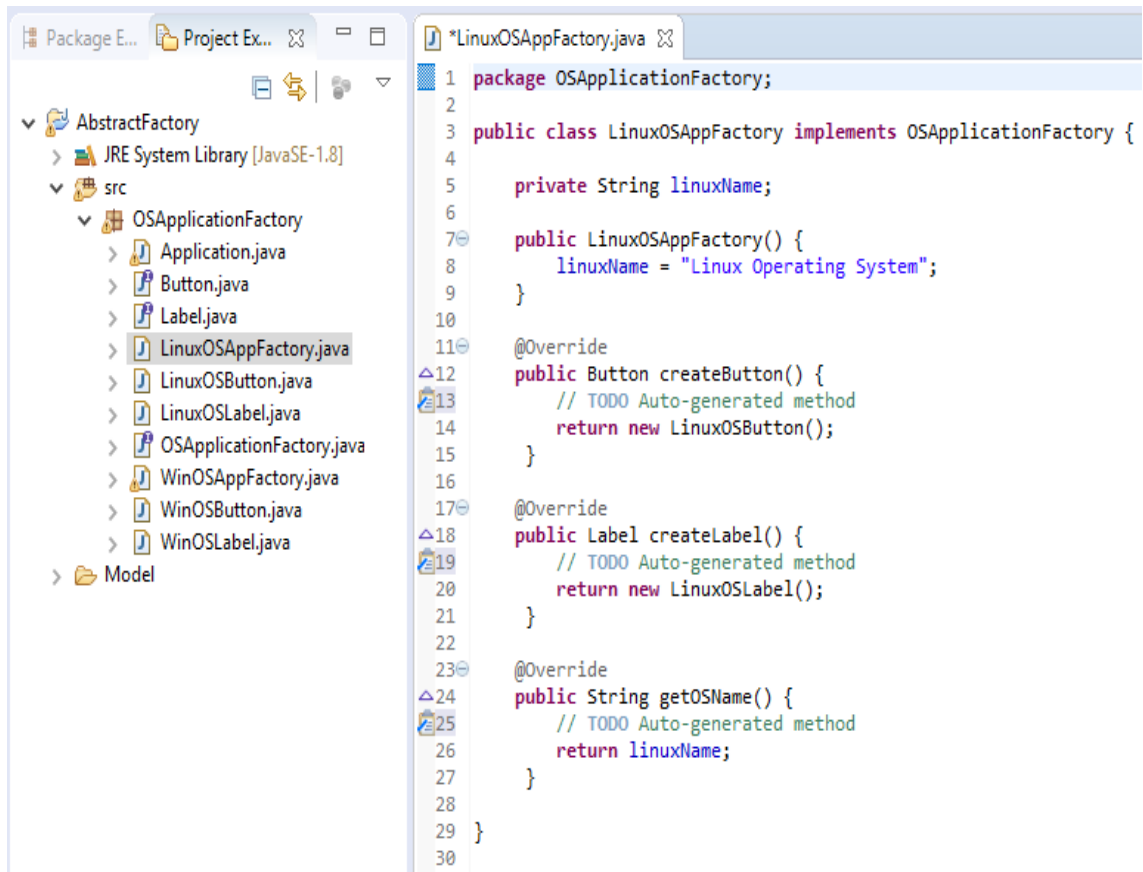 Package E... Project Ex...
AbstractFactory
JRE System Library [JavaSE-1.8]
src
OSApplicationFactory
Application.java
Button.java
Label.java
LinuxOSAppFactory.java
LinuxOSButton.java
LinuxOSLabel.java
OSApplicationFactory.java
WinOSAppFactory.java
WinOSButton.java
WinOSLabel.java
Model
*LinuxOSAppFactory.java
1 package OSApplicationFactory;
2
3 public class LinuxOSAppFactory implements OSApplicationFactory {
4
5 private String linuxName;
6
7 public LinuxOSAppFactory() {
8 linuxName = "Linux Operating System";
9 }
10
11 @Override
12 public Button createButton() {
13 // TODO Auto-generated method
14 return new LinuxOSButton();
15 }
16
17 @Override
18 public Label createLabel() {
19 // TODO Auto-generated method
20 return new LinuxOSLabel();
21 }
22
23 @Override
24 public String getOSName() {
25 // TODO Auto-generated method
26 return linuxName;
27 }
28
29 }
30